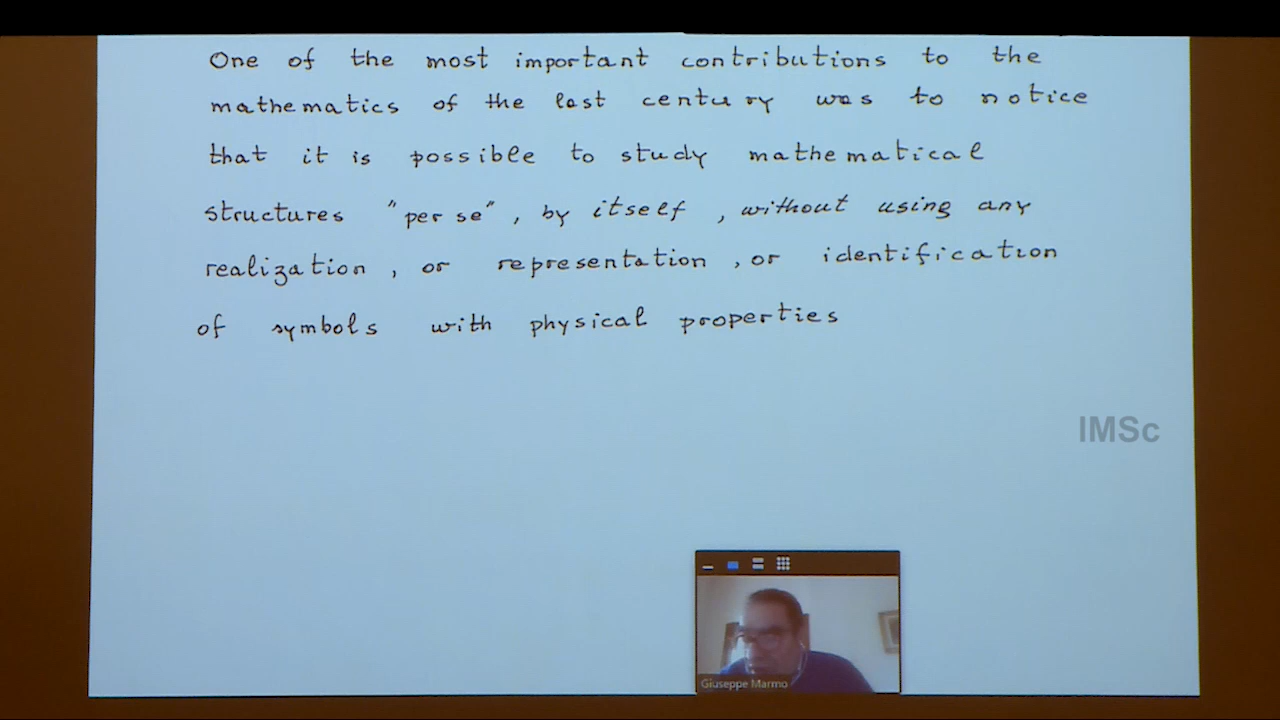 One of the most important contributions to the
mathematics of the last century was to notice
that it is possible to study mathematical
structures "per se", by itself, without using any
realization, or representation, or identification
of symbols with physical properties
IMSc
Giuseppe Marmo